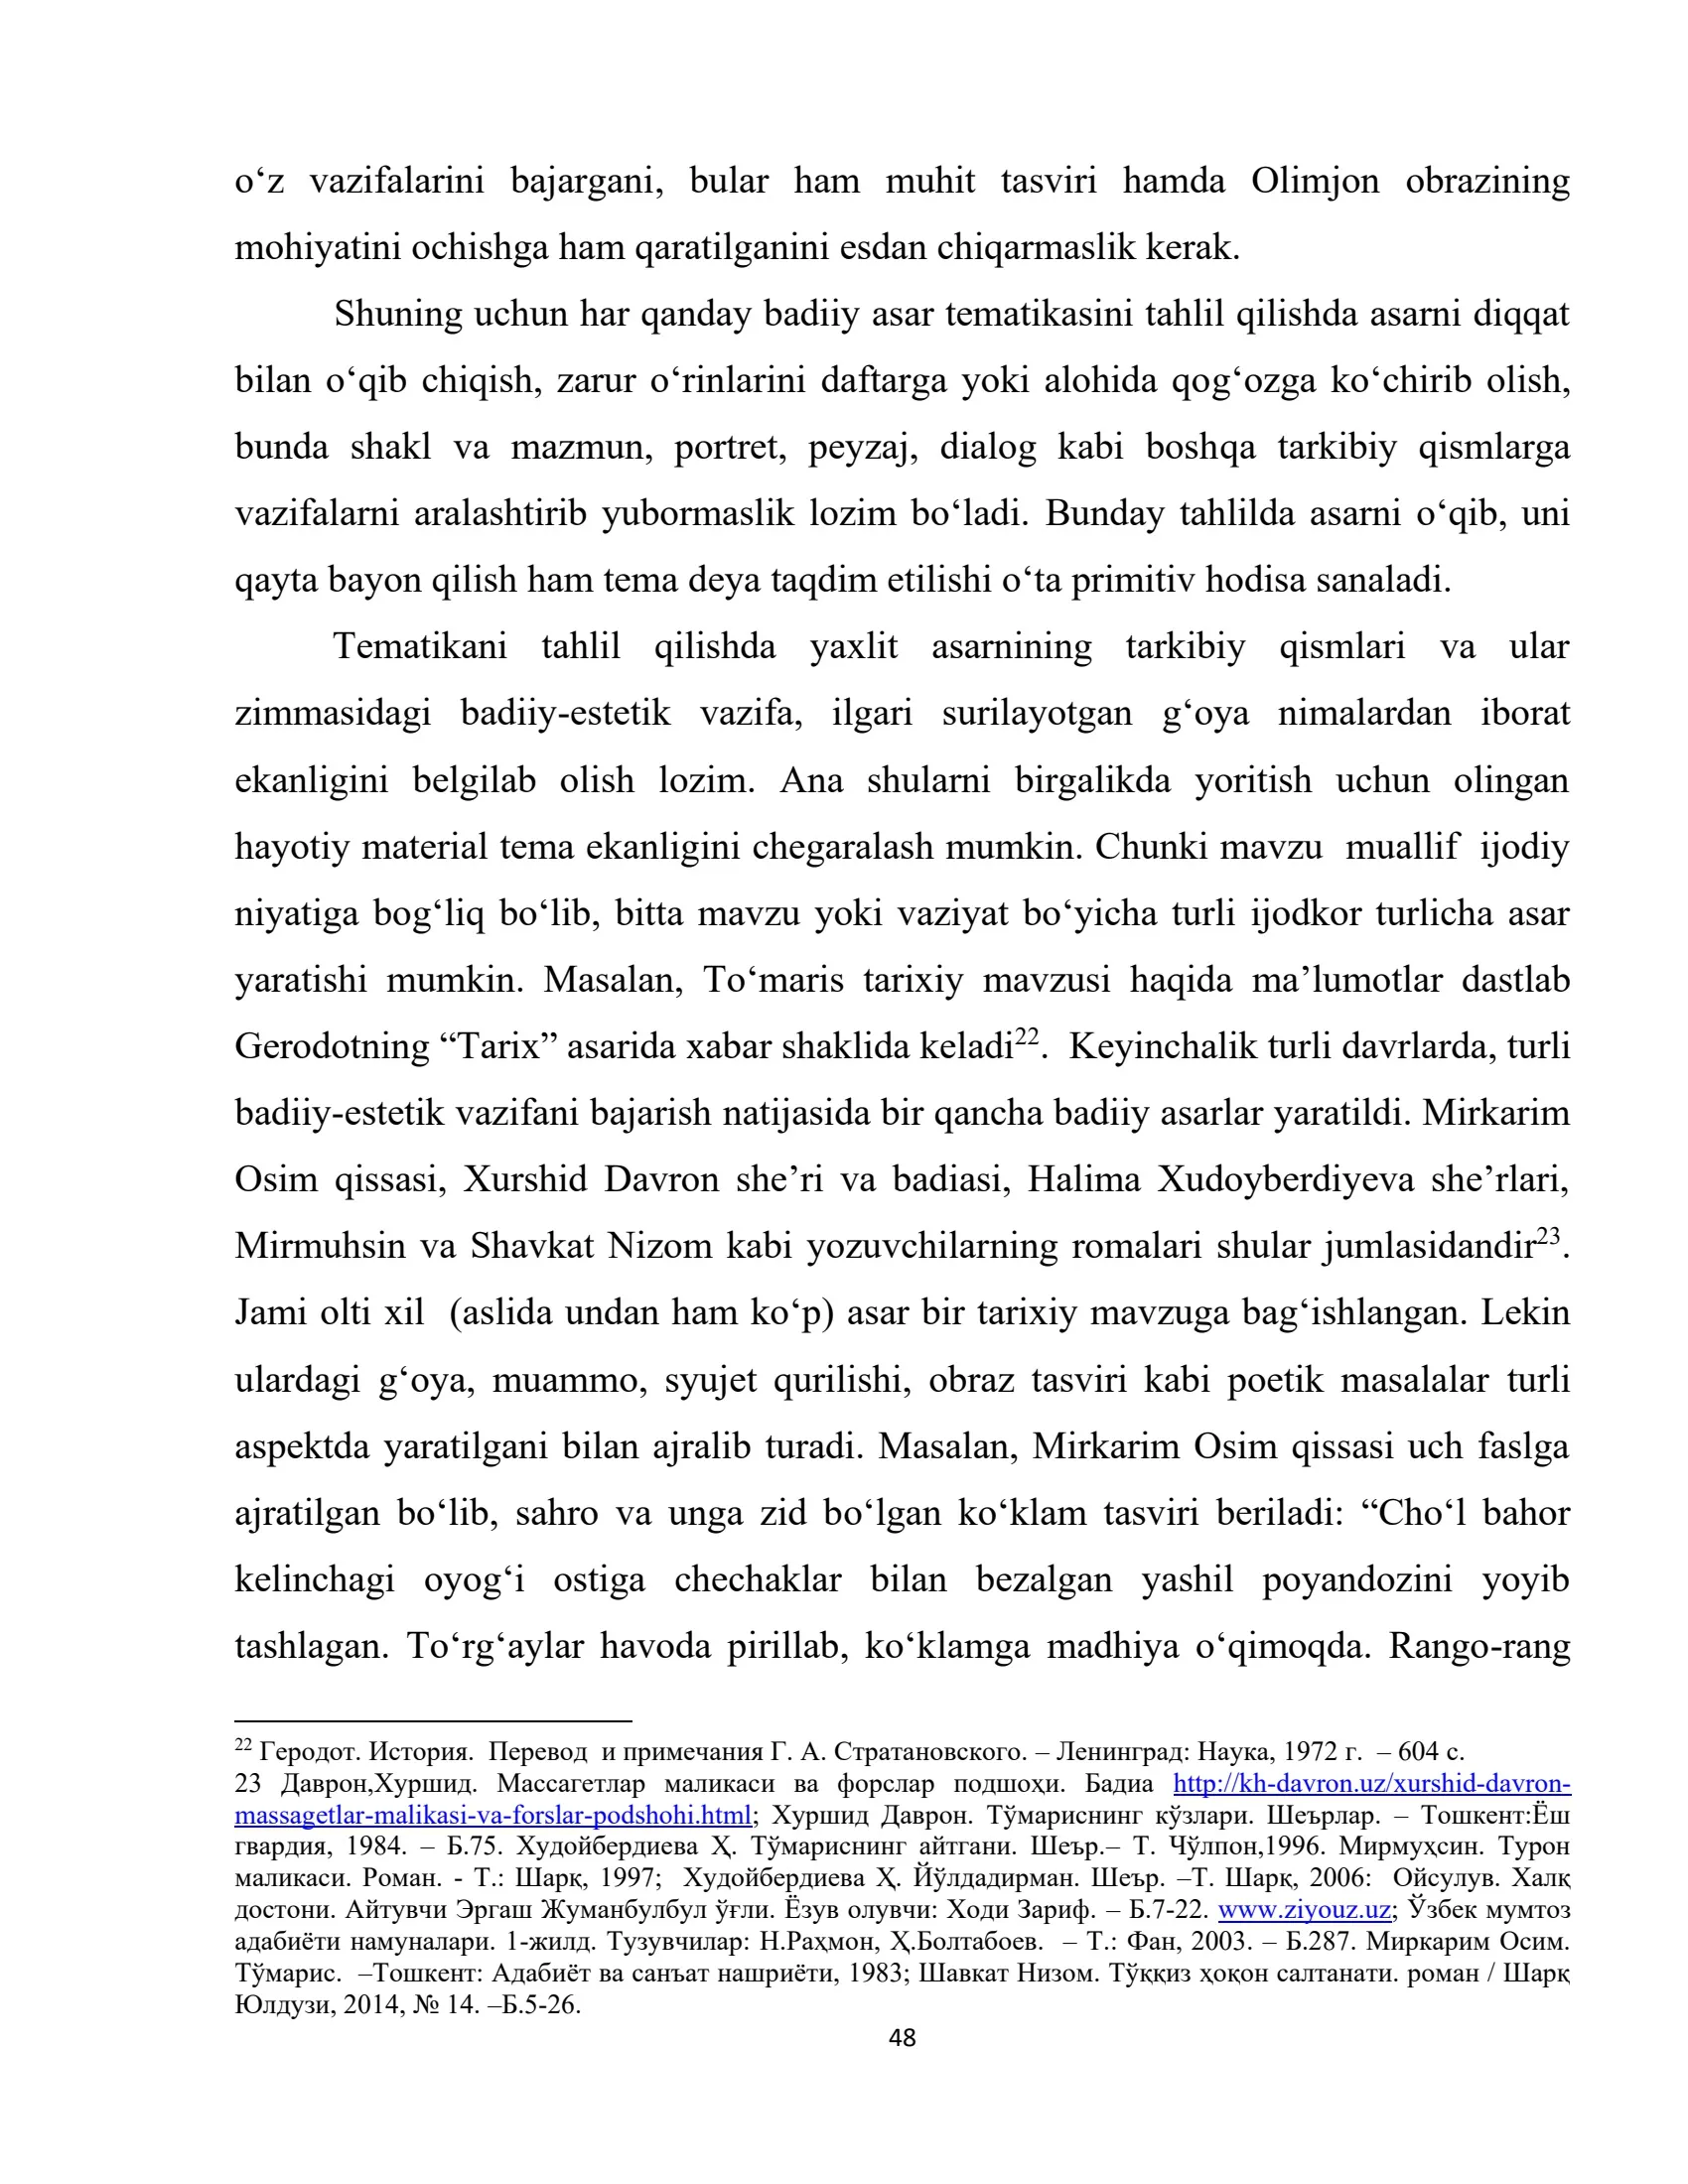 o‘z vazifalarini bajargani, bular ham muhit tasviri hamda Olimjon obrazining
mohiyatini ochishga ham qaratilganini esdan chiqarmaslik kerak.
Shuning uchun har qanday badiiy asar tematikasini tahlil qilishda asarni diqqat
bilan o‘qib chiqish, zarur o‘rinlarini daftarga yoki alohida qog‘ozga ko‘chirib olish,
bunda shakl va mazmun, portret, peyzaj, dialog kabi boshqa tarkibiy qismlarga
vazifalarni aralashtirib yubormaslik lozim bo‘ladi. Bunday tahlilda asarni o‘qib, uni
qayta bayon qilish ham tema deya taqdim etilishi o‘ta primitiv hodisa sanaladi.
Tematikani tahlil qilishda yaxlit asarnining tarkibiy qismlari va ular
zimmasidagi badiiy-estetik vazifa, ilgari surilayotgan g‘oya nimalardan iborat
ekanligini belgilab olish lozim. Ana shularni birgalikda yoritish uchun olingan
hayotiy material tema ekanligini chegaralash mumkin. Chunki mavzu muallif ijodiy
niyatiga bog‘liq bo‘lib, bitta mavzu yoki vaziyat bo‘yicha turli ijodkor turlicha asar
yaratishi mumkin. Masalan, To‘maris tarixiy mavzusi haqida ma’lumotlar dastlab
Gerodotning “Tarix” asarida xabar shaklida keladi22. Keyinchalik turli davrlarda, turli
badiiy-estetik vazifani bajarish natijasida bir qancha badiiy asarlar yaratildi. Mirkarim
Osim qissasi, Xurshid Davron she’ri va badiasi, Halima Xudoyberdiyeva she’rlari,
Mirmuhsin va Shavkat Nizom kabi yozuvchilarning romalari shular jumlasidandir23.
Jami olti xil (aslida undan ham ko‘p) asar bir tarixiy mavzuga bag‘ishlangan. Lekin
ulardagi g‘oya, muammo, syujet qurilishi, obraz tasviri kabi poetik masalalar turli
aspektda yaratilgani bilan ajralib turadi. Masalan, Mirkarim Osim qissasi uch faslga
ajratilgan bo‘lib, sahro va unga zid bo‘lgan ko‘klam tasviri beriladi: “Cho‘l bahor
kelinchagi oyog‘i ostiga chechaklar bilan bezalgan yashil poyandozini yoyib
tashlagan. To‘rg‘aylar havoda pirillab, ko‘klamga madhiya o‘qimoqda. Rango-rang
22 Геродот. История. Перевод и примечания Г. А. Стратановского. – Ленинград: Наука, 1972 г. – 604 с.
23 Даврон,Хуршид. Массагетлар маликаси ва форслар подшоҳи. Бадиа http://kh-davron.uz/xurshid-davron-
massagetlar-malikasi-va-forslar-podshohi.html; Хуршид Даврон. Тўмариснинг кўзлари. Шеърлар. – Тошкент:Ёш
гвардия, 1984. – Б.75. Худойбердиева Ҳ. Тўмариснинг айтгани. Шеър.– Т. Чўлпон,1996. Мирмуҳсин. Турон
маликаси. Роман. - Т.: Шарқ, 1997; Худойбердиева Ҳ. Йўлдадирман. Шеър. –Т. Шарқ, 2006: Ойсулув. Халқ
достони. Айтувчи Эргаш Жуманбулбул ўғли. Ёзув олувчи: Ходи Зариф. – Б.7-22. www.ziyouz.uz; Ўзбек мумтоз
адабиёти намуналари. 1-жилд. Тузувчилар: Н.Раҳмон, Ҳ.Болтабоев. – Т.: Фан, 2003. – Б.287. Миркарим Осим.
Тўмарис. –Тошкент: Адабиёт ва санъат нашриёти, 1983; Шавкат Низом. Тўққиз ҳоқон салтанати. роман / Шарқ
Юлдузи, 2014, № 14. –Б.5-26.
48